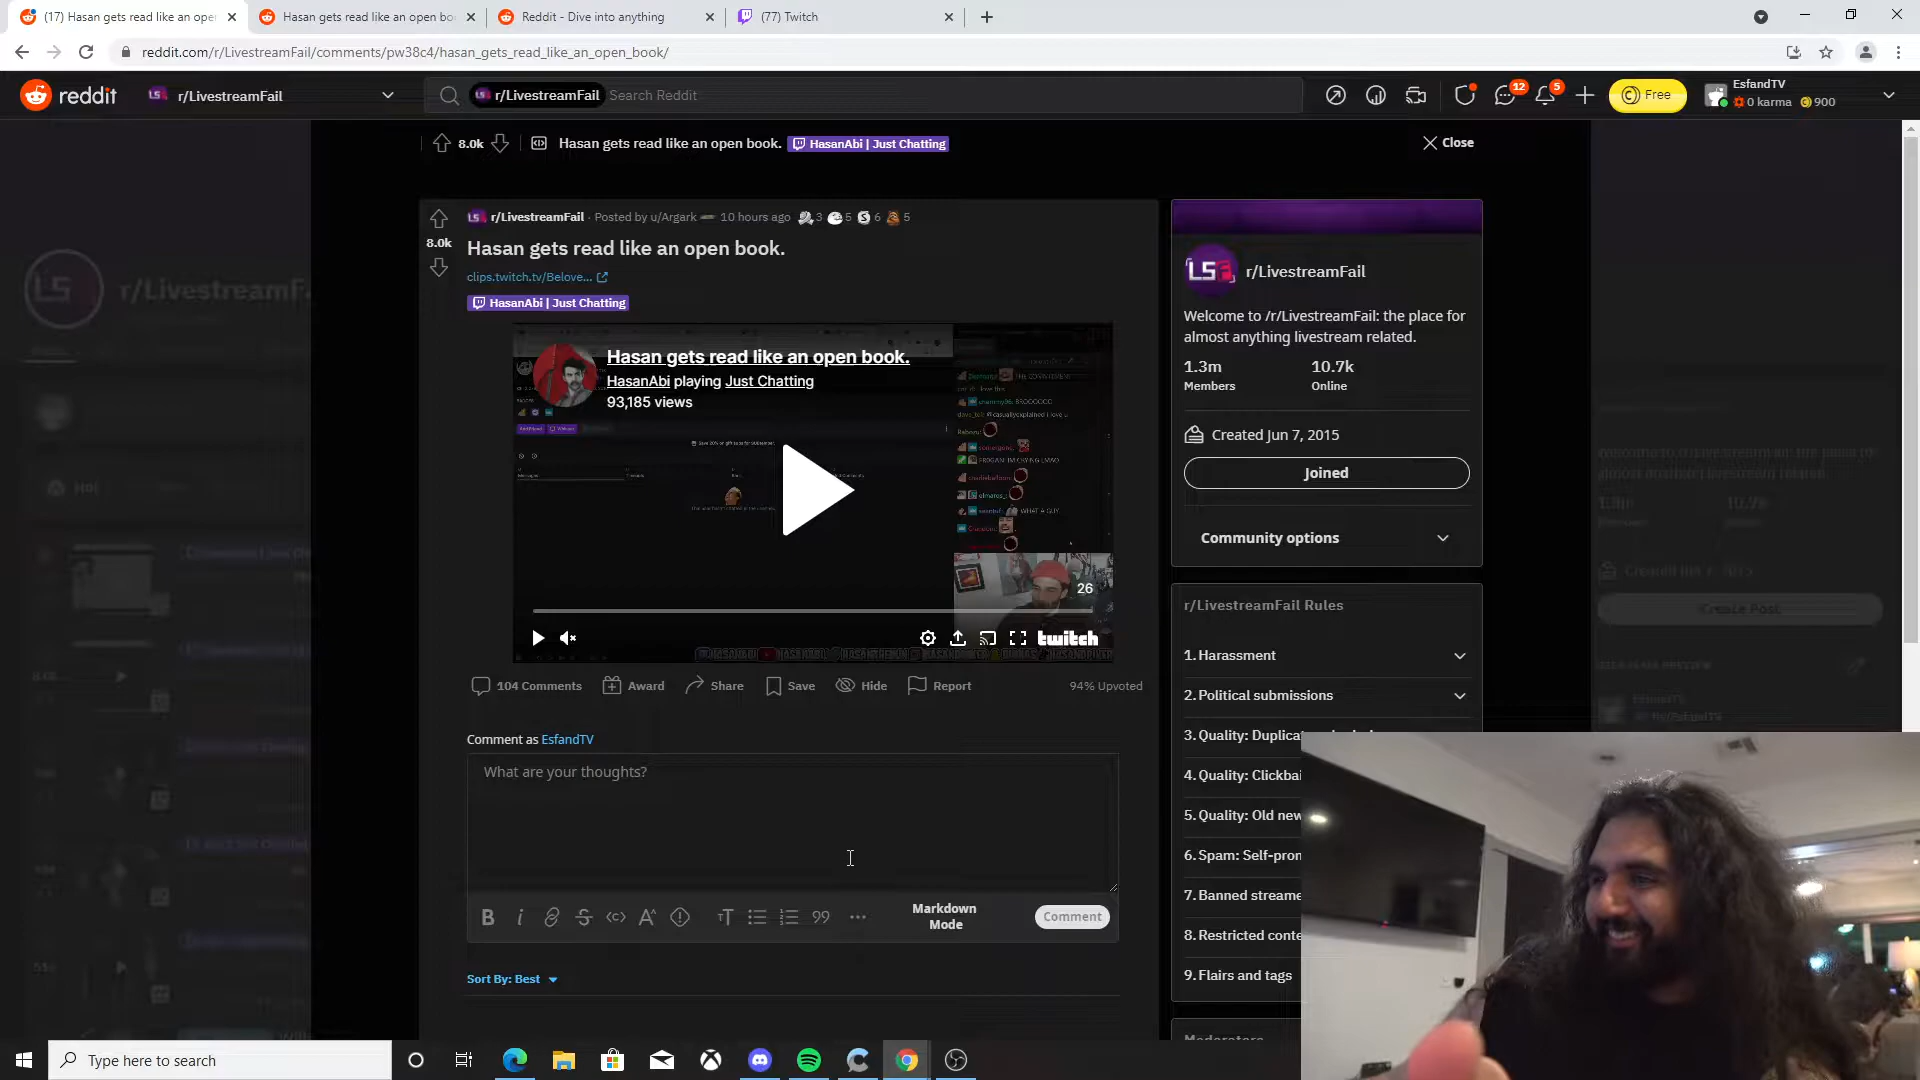 (17) Hasan gets read like an oper
Hasan gets read like an open boo
Reddit - Dive into anything
(77) Twitch
reddit.com/r/LivestreamFail/comments/pw38c4/hasan_gets_read_like_an_open_book/
reddit
r/LivestreamFail
r/LivestreamFail
Search Reddit
12
5
Free
EsfandTV
0 karma
900
8.0k
Hasan gets read like an open book.
HasanAbi | Just Chatting
Close
r/LivestreamFail · Posted by u/Argark
10 hours ago
3
5
6
5
8.0k
Hasan gets read like an open book.
clips.twitch.tv/Belove...
HasanAbi | Just Chatting
Hasan gets read like an open book.
HasanAbi playing Just Chatting
93,185 views
26
twitch
104 Comments
Award
Share
Save
Hide
Report
94% Upvoted
Comment as EsfandTV
What are your thoughts?
Markdown
Mode
Comment
Sort By: Best
LSF
r/LivestreamFail
Welcome to /r/LivestreamFail: the place for
almost anything livestream related.
1.3m
Members
10.7k
Online
Created Jun 7, 2015
Joined
Community options
r/LivestreamFail Rules
1. Harassment
2. Political submissions
3. Quality:
4. Quality: Clickbai
5. Quality: Old new
6. Spam: Self-pron
7. Banned streame
8. Restricted conte
9. Flairs and tags
Moderators
Type here to search